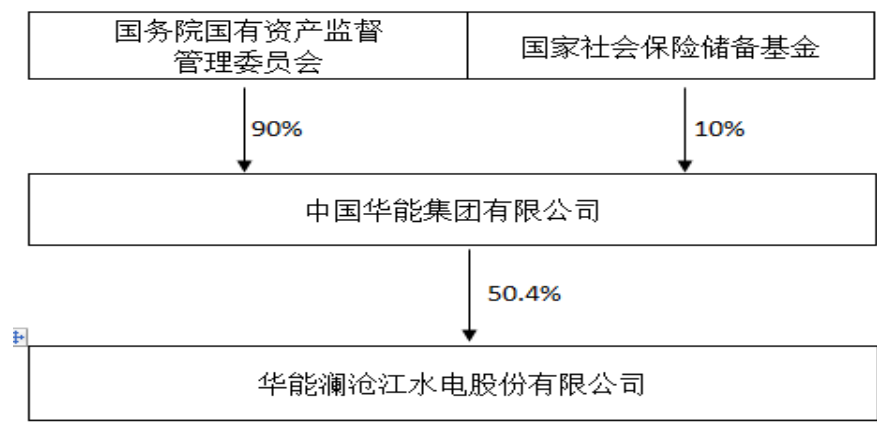 国务院国有资产监督
管理委员会
国家社会保险储备基金
90%
10%
中国华能集团有限公司
50.4%
华能澜沧江水电股份有限公司